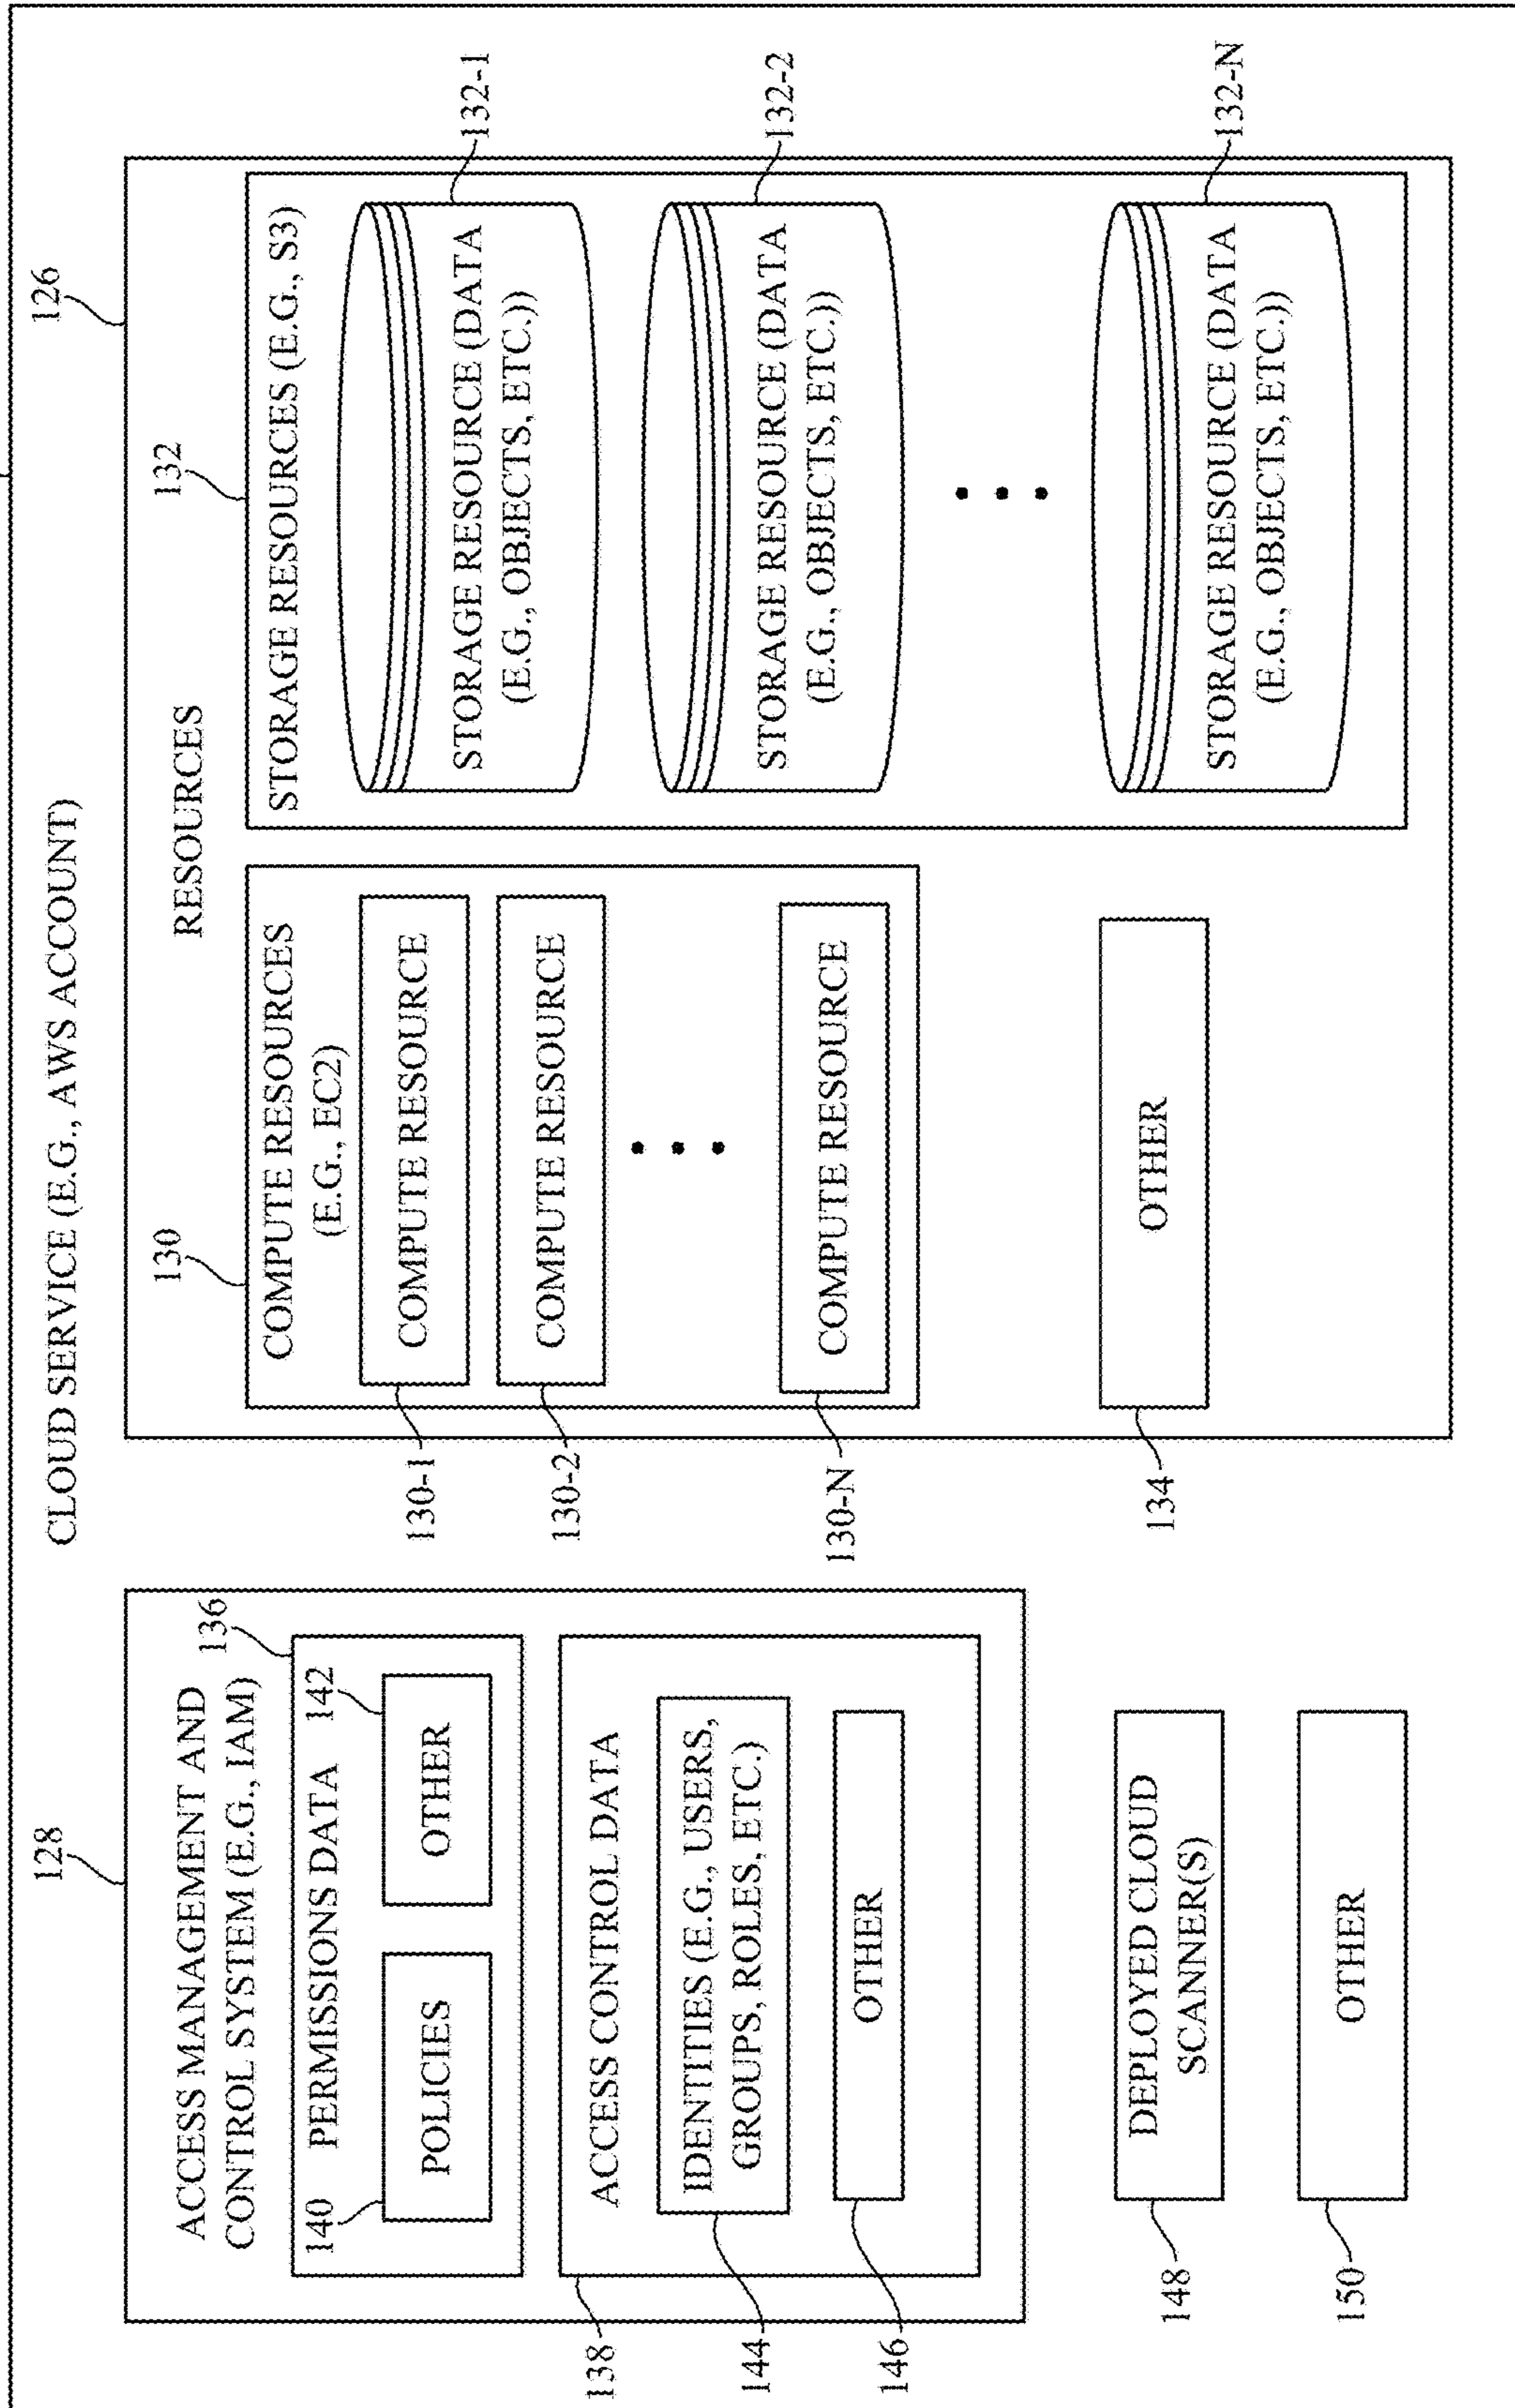 CLOUD SERVICE (E.G., AWS ACCOUNT)
128
ACCESS MANAGEMENT AND
CONTROL SYSTEM (E.G., IAM)
136
140
PERMISSIONS DATA
142
POLICIES
OTHER
138
ACCESS CONTROL DATA
IDENTITIES (E.G., USERS,
GROUPS, ROLES, ETC.)
144
OTHER
146
148
DEPLOYED CLOUD
SCANNER(S)
150
OTHER
126
RESOURCES
130
COMPUTE RESOURCES
(E.G., EC2)
COMPUTE RESOURCE
130-1
COMPUTE RESOURCE
130-2
COMPUTE RESOURCE
130-N
OTHER
134
132
STORAGE RESOURCES (E.G., S3)
STORAGE RESOURCE (DATA
(E.G., OBJECTS, ETC.))
132-1
STORAGE RESOURCE (DATA
(E.G., OBJECTS, ETC.))
132-2
STORAGE RESOURCE (DATA
(E.G., OBJECTS, ETC.))
132-N